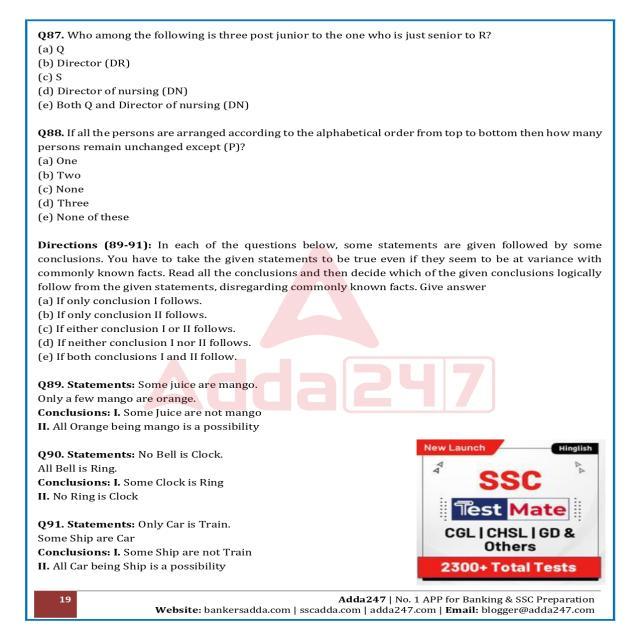 Q87. Who among the following is three post junior to the one who is just senior to R?
(a) Q
(b) Director (DR)
(c) S
(d) Director of nursing (DN)
(e) Both Q and Director of nursing (DN)
Q88. If all the persons are arranged according to the alphabetical order from top to bottom then how many
persons remain unchanged except (P)?
(a) One
(b) Two
(c) None
(d) Three
(e) None of these
Directions (89-91): In each of the questions below, some statements are given followed by some
conclusions. You have to take the given statements to be true even if they seem to be at variance with
commonly known facts. Read all the conclusions and then decide which of the given conclusions logically
follow from the given statements, disregarding commonly known facts. Give answer
(a) If only conclusion I follows.
(b) If only conclusion II follows.
(c) If either conclusion I or II follows.
(d) If neither conclusion I nor II follows.
(e) If both conclusions I and II follow.
Adda247
Q89. Statements: Some juice are mango.
Only a few mango are orange.
Conclusions: I. Some Juice are not mango
II. All Orange being mango is a possibility
Q90. Statements: No Bell is Clock.
All Bell is Ring.
Conclusions: I. Some Clock is Ring
II. No Ring is Clock
Q91. Statements: Only Car is Train.
Some Ship are Car
Conclusions: I. Some Ship are not Train
II. All Car being Ship is a possibility
New Launch
Hinglish
SSC
Test Mate
CGL | CHSL | GD &
Others
2300+ Total Tests
19
Adda247 | No. 1 APP for Banking & SSC Preparation
Website: bankersadda.com | sscadda.com | adda247.com | Email: blogger@adda247.com